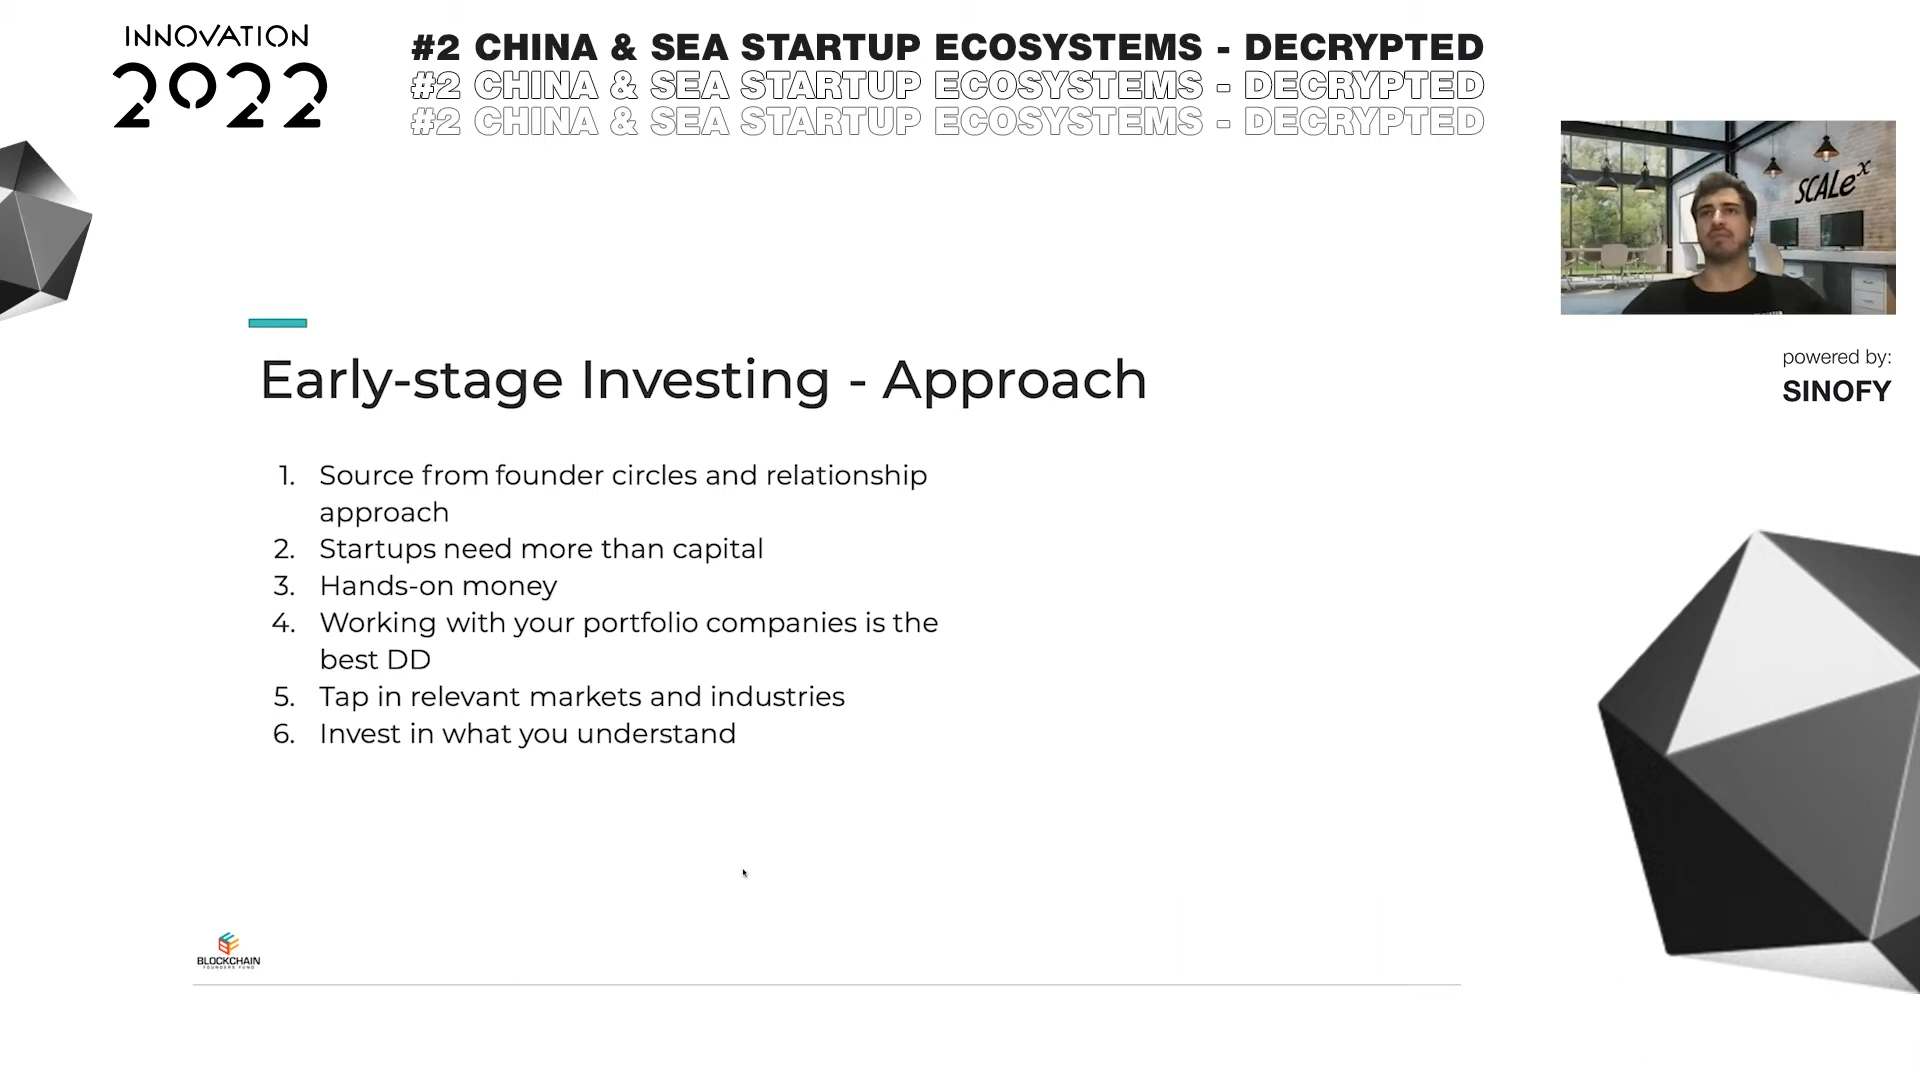 INNOVATION
2022
#2 CHINA & SEA STARTUP ECOSYSTEMS - DECRYPTED
#2 CHINA & SEA STARTUP ECOSYSTEMS - DECRYPTED
#2 CHINA & SEA STARTUP ECOSYSTEMS - DECRYPTED
SCALeX
powered by:
SINOFY
Early-stage Investing - Approach
1. Source from founder circles and relationship
approach
2. Startups need more than capital
3. Hands-on money
4. Working with your portfolio companies is the
best DD
5. Tap in relevant markets and industries
6. Invest in what you understand
BLOCKCHAIN
FOUNDERS FUND